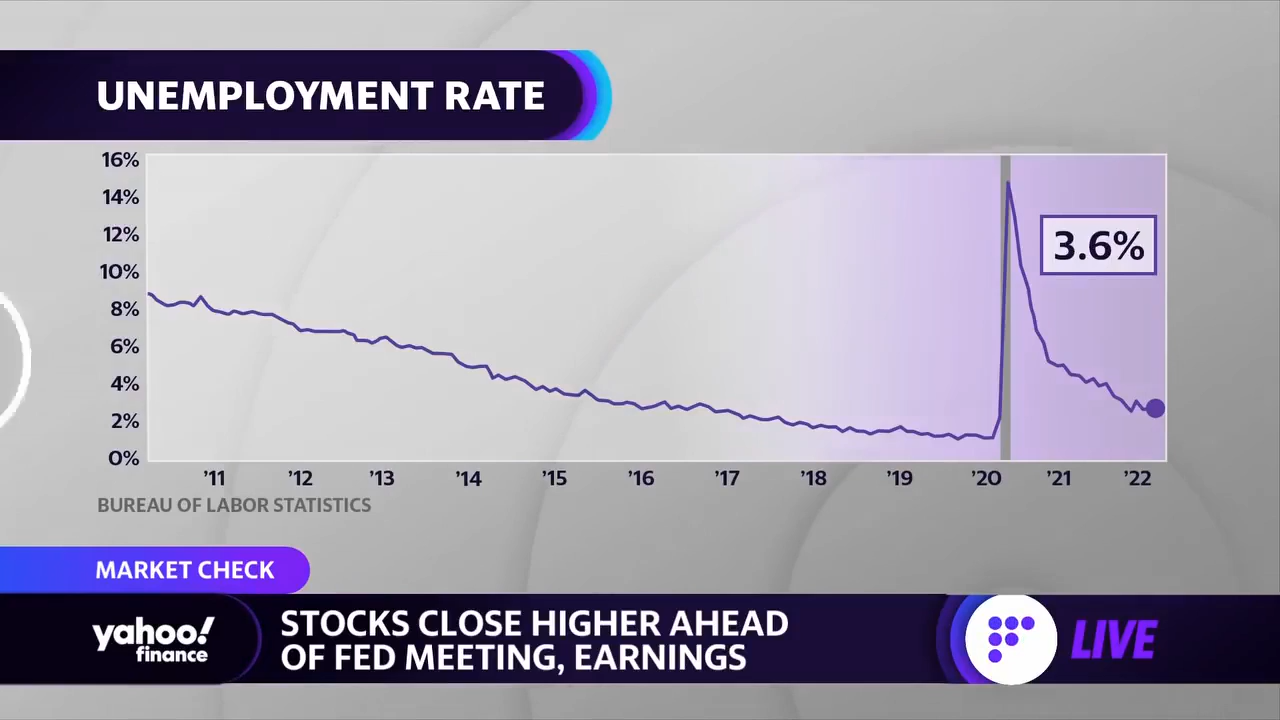 UNEMPLOYMENT RATE
16%
14%
12%
10%
8%
6%
4%
2%
0%
3.6%
’11 ’12 ’13 ’14 ’15 ’16 ’17 ’18 ’19 ’20 ’21 ’22
BUREAU OF LABOR STATISTICS
MARKET CHECK
yahoo!
finance
STOCKS CLOSE HIGHER AHEAD
OF FED MEETING, EARNINGS
LIVE